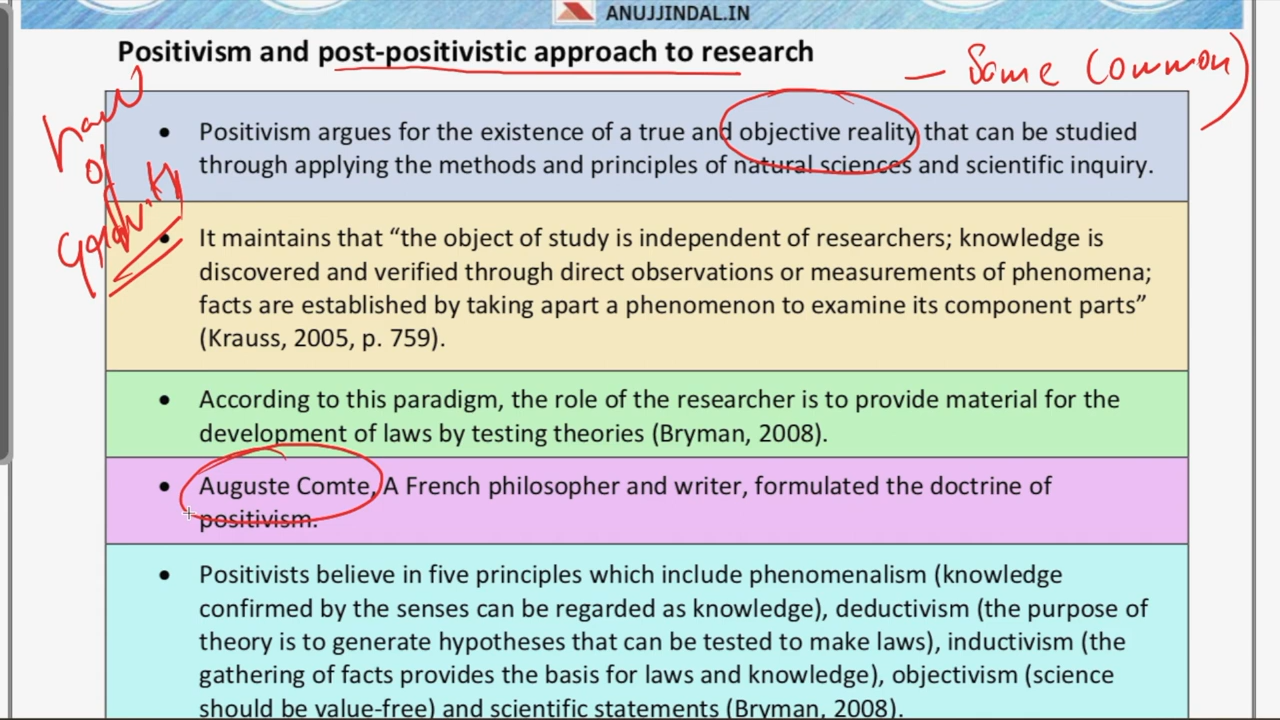 ANUJJINDAL.IN
Positivism and post-positivistic approach to research
— Same (common)
law
of
gravity
• Positivism argues for the existence of a true and objective reality that can be studied
through applying the methods and principles of natural sciences and scientific inquiry.
• It maintains that “the object of study is independent of researchers; knowledge is
discovered and verified through direct observations or measurements of phenomena;
facts are established by taking apart a phenomenon to examine its component parts”
(Krauss, 2005, p. 759).
• According to this paradigm, the role of the researcher is to provide material for the
development of laws by testing theories (Bryman, 2008).
• Auguste Comte, A French philosopher and writer, formulated the doctrine of
positivism.
• Positivists believe in five principles which include phenomenalism (knowledge
confirmed by the senses can be regarded as knowledge), deductivism (the purpose of
theory is to generate hypotheses that can be tested to make laws), inductivism (the
gathering of facts provides the basis for laws and knowledge), objectivism (science
should be value-free) and scientific statements (Bryman, 2008).